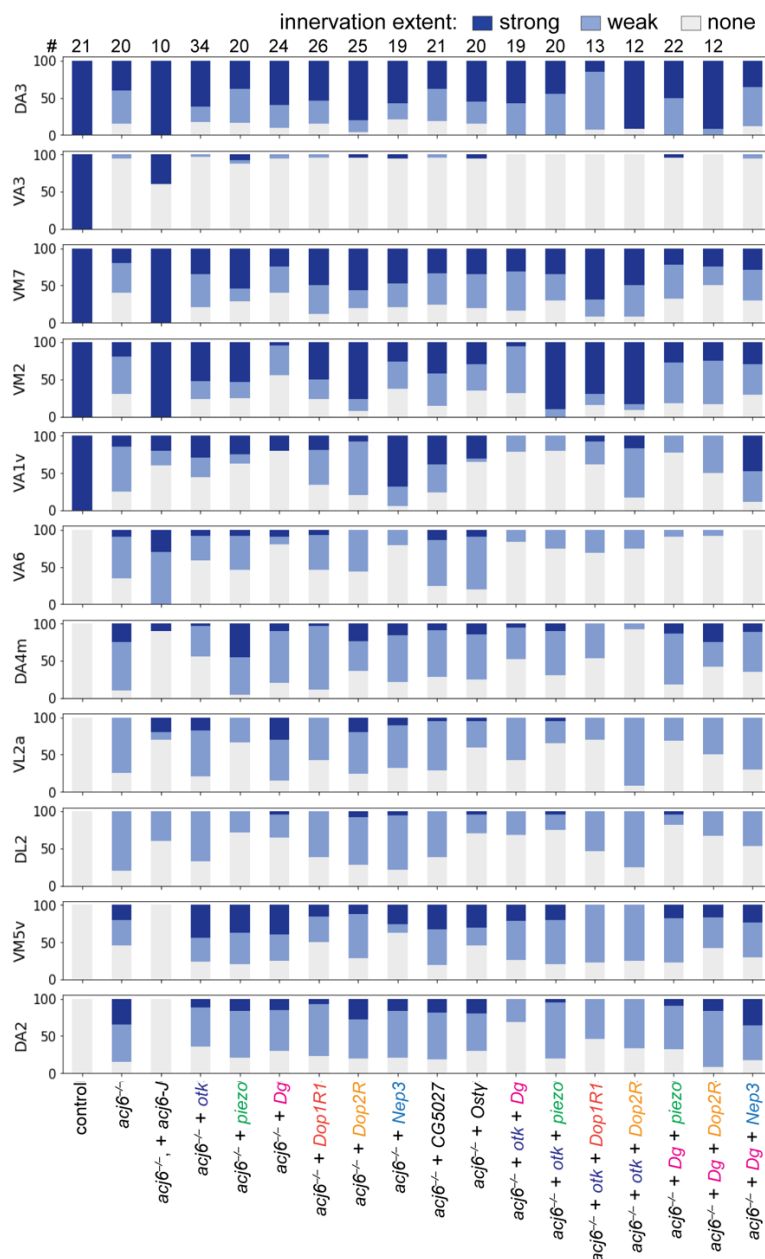 innervation extent: strong weak none
# 21 20 10 34 20 24 26 25 19 21 20 19 20 13 12 22 12
DA3
100
50
0
VA3
100
50
0
VM7
100
50
0
VM2
100
50
0
VA1v
100
50
0
VA6
100
50
0
DA4m
100
50
0
VL2a
100
50
0
DL2
100
50
0
VM5v
100
50
0
DA2
100
50
0
control
acj6–/–
acj6–/–, + acj6-J
acj6–/– + otk
acj6–/– + piezo
acj6–/– + Dg
acj6–/– + Dop1R1
acj6–/– + Dop2R
acj6–/– + Nep3
acj6–/– + CG5027
acj6–/– + Ostγ
acj6–/– + otk + Dg
acj6–/– + otk + piezo
acj6–/– + otk + Dop1R1
acj6–/– + otk + Dop2R
acj6–/– + Dg + piezo
acj6–/– + Dg + Dop2R
acj6–/– + Dg + Nep3